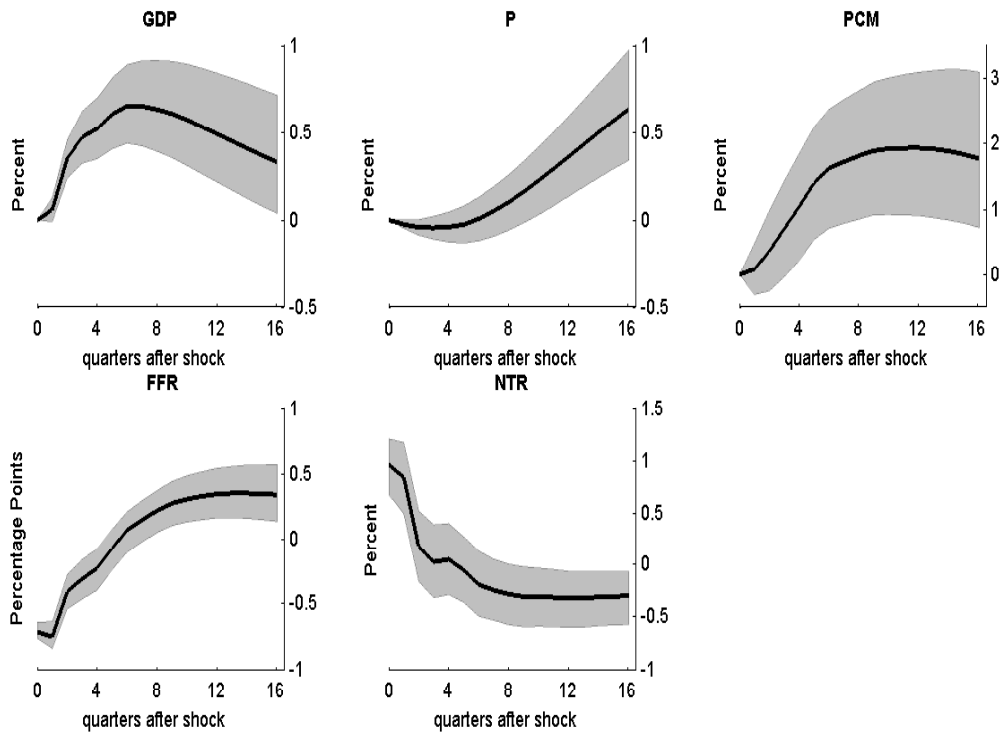 GDP
Percent
1
0.5
0
-0.5
0 4 8 12 16
quarters after shock
P
Percent
1
0.5
0
-0.5
0 4 8 12 16
quarters after shock
PCM
Percent
3
2
1
0
0 4 8 12 16
quarters after shock
FFR
Percentage Points
1
0.5
0
-0.5
-1
0 4 8 12 16
quarters after shock
NTR
Percent
1.5
1
0.5
0
-0.5
-1
0 4 8 12 16
quarters after shock